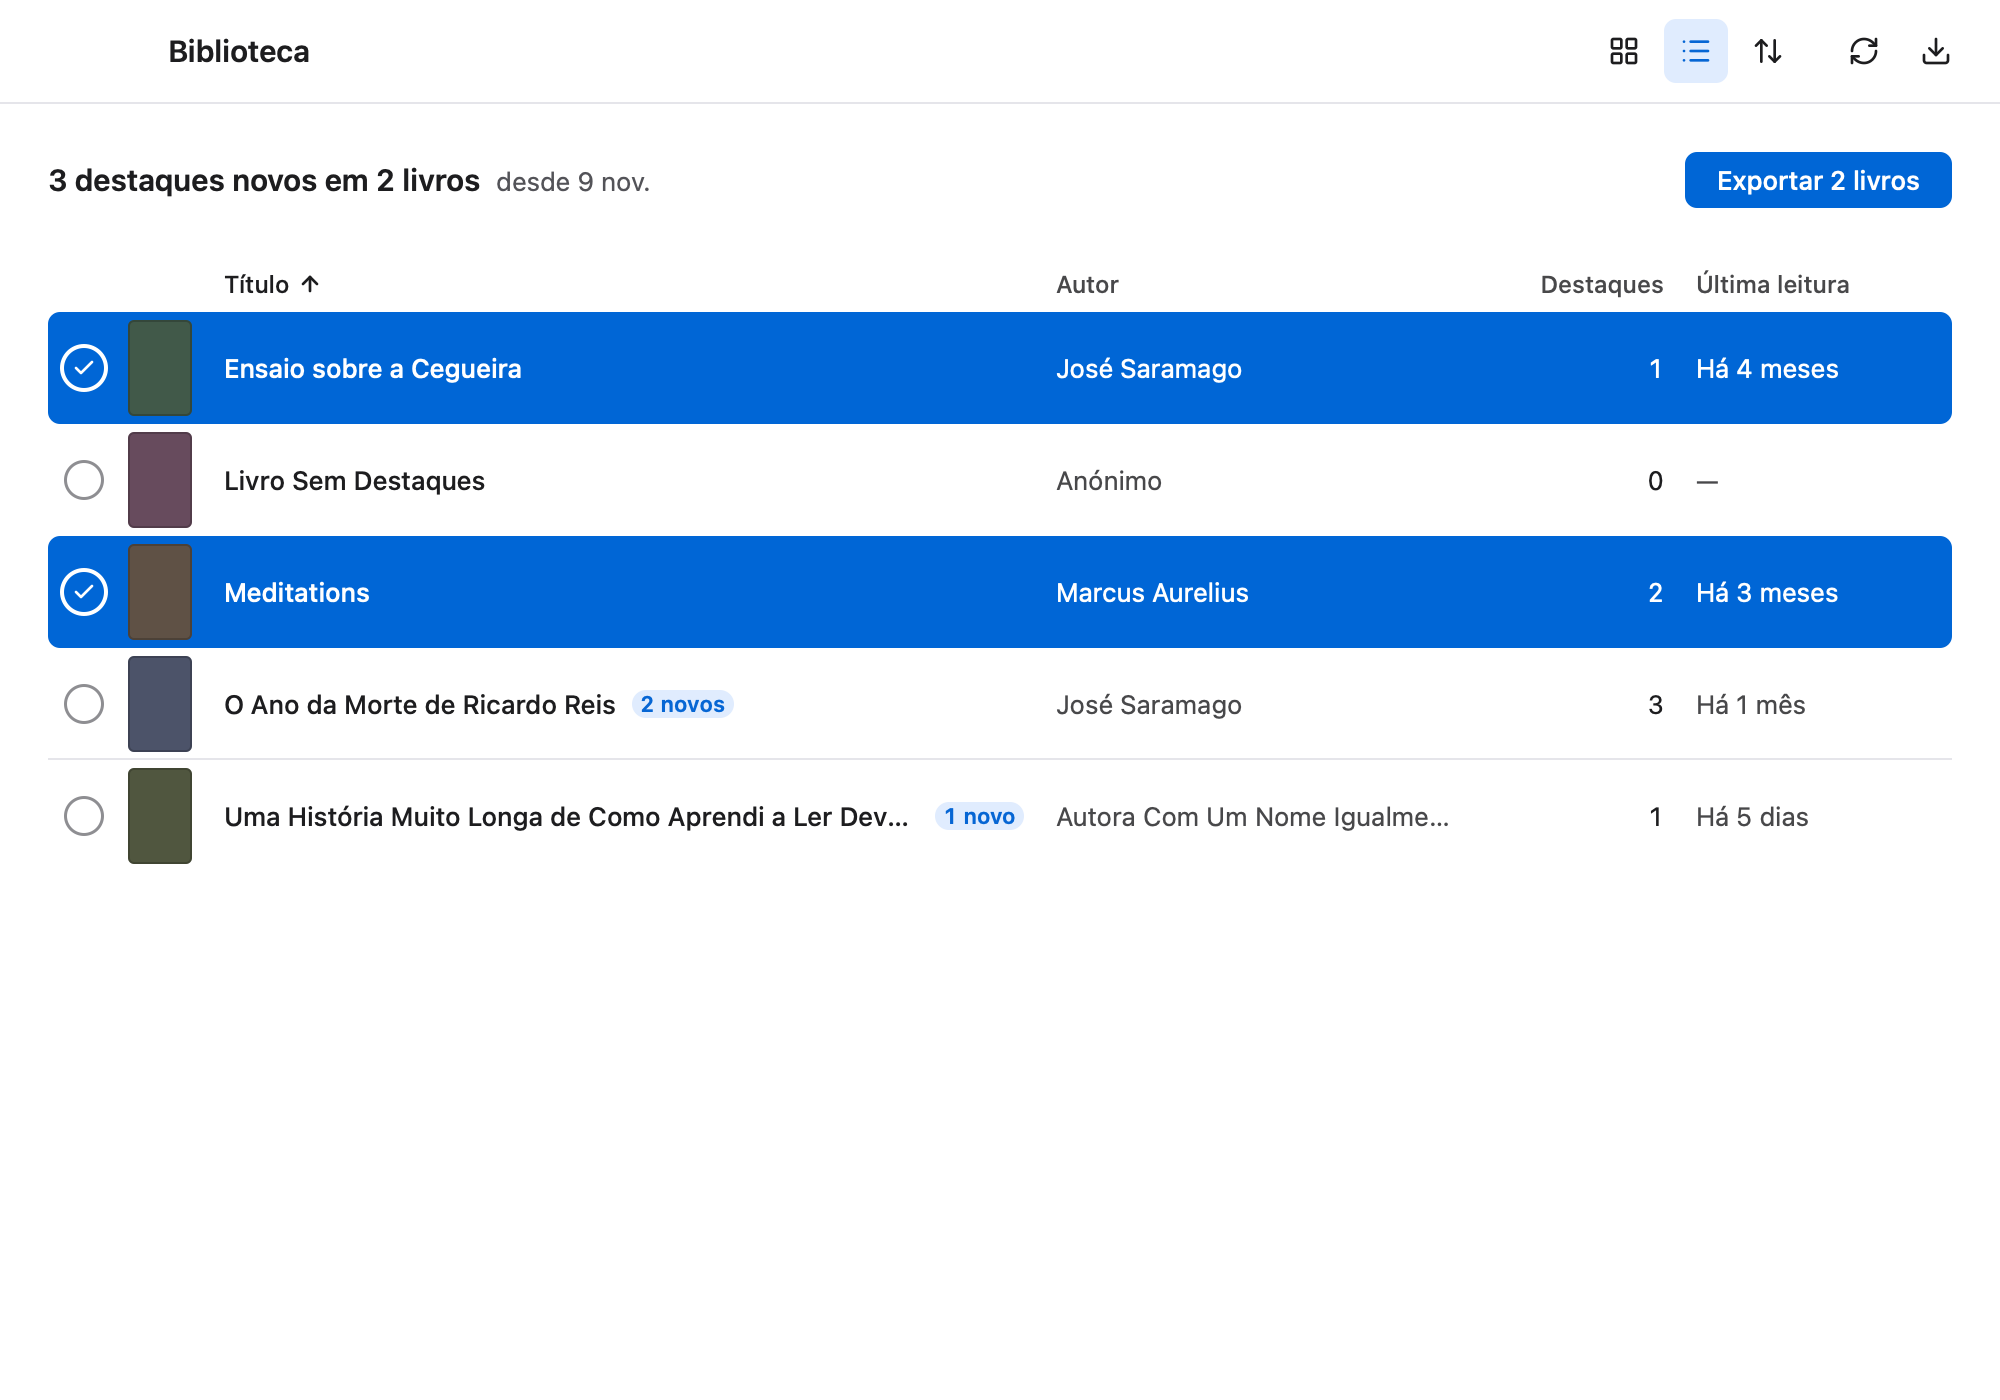 Biblioteca
3 destaques novos em 2 livros desde 9 nov.
Exportar 2 livros
Título ↑ Autor Destaques Última leitura
Ensaio sobre a Cegueira José Saramago 1 Há 4 meses
Livro Sem Destaques Anónimo 0 —
Meditations Marcus Aurelius 2 Há 3 meses
O Ano da Morte de Ricardo Reis 2 novos José Saramago 3 Há 1 mês
Uma História Muito Longa de Como Aprendi a Ler Dev... 1 novo Autora Com Um Nome Igualme... 1 Há 5 dias